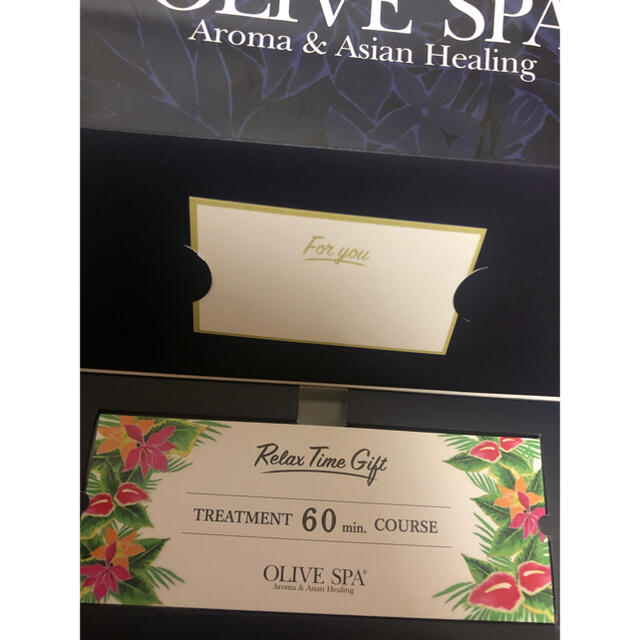 OLIVE SPA
Aroma & Asian Healing
For you
Relax Time Gift
TREATMENT 60 min. COURSE
OLIVE SPA®
Aroma & Asian Healing